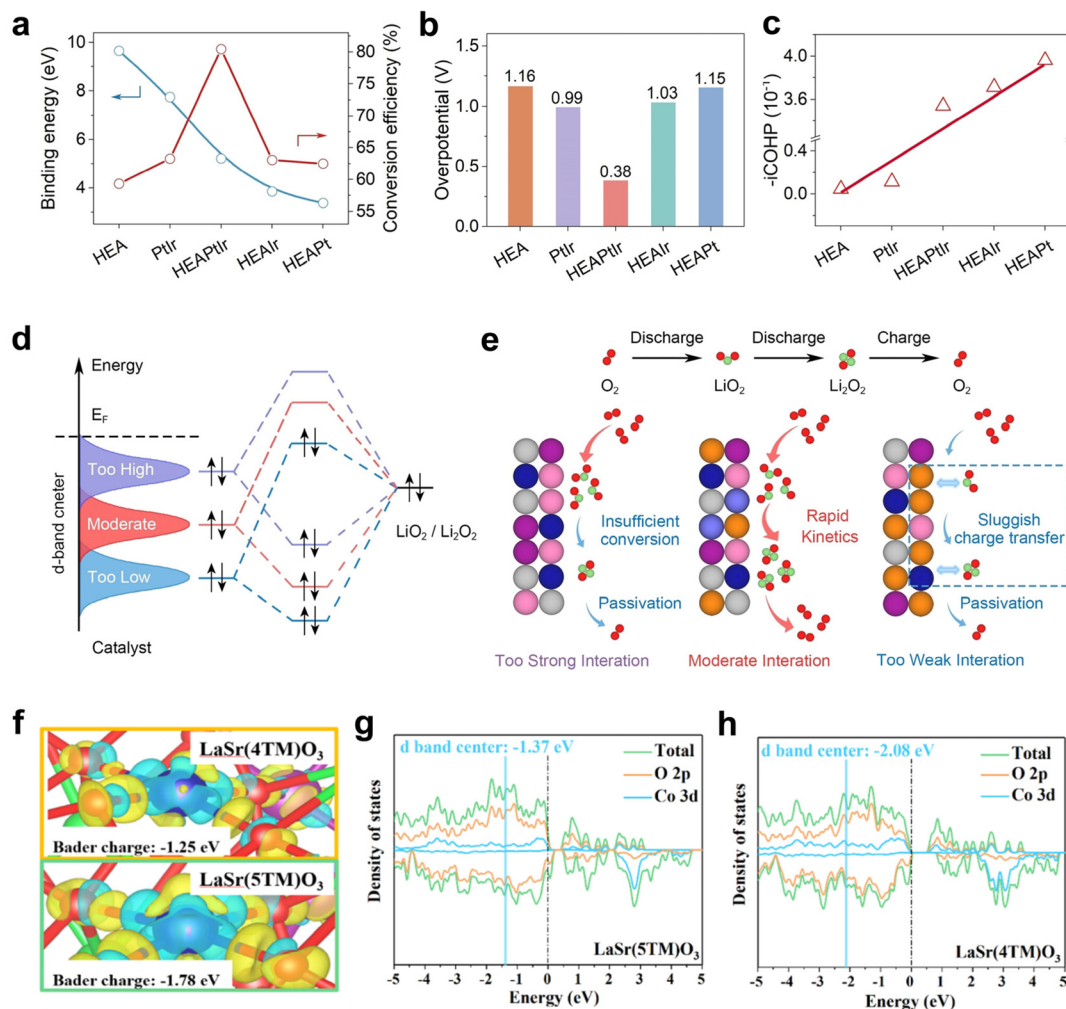 a
Binding energy (eV)
10
8
6
4
Conversion efficiency (%)
80
75
70
65
60
55
HEA
PtIr
HEAPtIr
HEAIr
HEAPt
b
Overpotential (V)
1.5
1.0
0.5
0.0
1.16
0.99
0.38
1.03
1.15
HEA
PtIr
HEAPtIr
HEAIr
HEAPt
c
-iCOHP (10⁻¹)
4.0
3.6
0.4
0.0
HEA
PtIr
HEAPtIr
HEAIr
HEAPt
d
Energy
E_F
d-band cneter
Too High
Moderate
Too Low
LiO₂ / Li₂O₂
Catalyst
e
Discharge
Discharge
Charge
O₂
LiO₂
Li₂O₂
O₂
Insufficient
conversion
Passivation
Too Strong Interation
Rapid
Kinetics
Moderate Interation
Sluggish
charge transfer
Passivation
Too Weak Interation
f
LaSr(4TM)O₃
Bader charge: -1.25 eV
LaSr(5TM)O₃
Bader charge: -1.78 eV
g
d band center: -1.37 eV
Total
O 2p
Co 3d
Density of states
LaSr(5TM)O₃
-5 -4 -3 -2 -1 0 1 2 3 4 5
Energy (eV)
h
d band center: -2.08 eV
Total
O 2p
Co 3d
Density of states
LaSr(4TM)O₃
-5 -4 -3 -2 -1 0 1 2 3 4 5
Energy (eV)